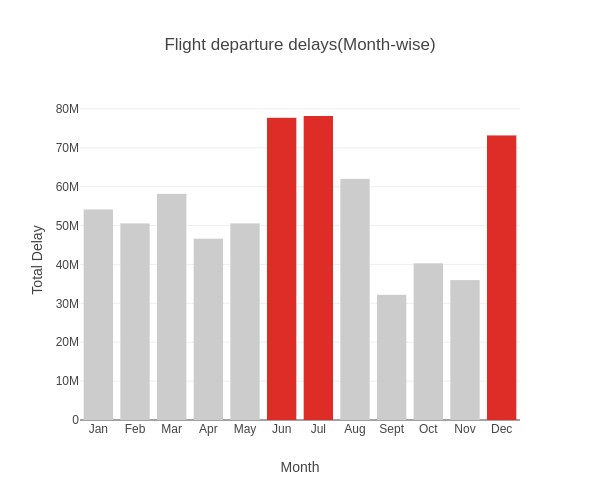 Flight departure delays(Month-wise)
80M
70M
60M
50M
40M
30M
20M
10M
0
Total Delay
Jan Feb Mar Apr May Jun Jul Aug Sept Oct Nov Dec
Month